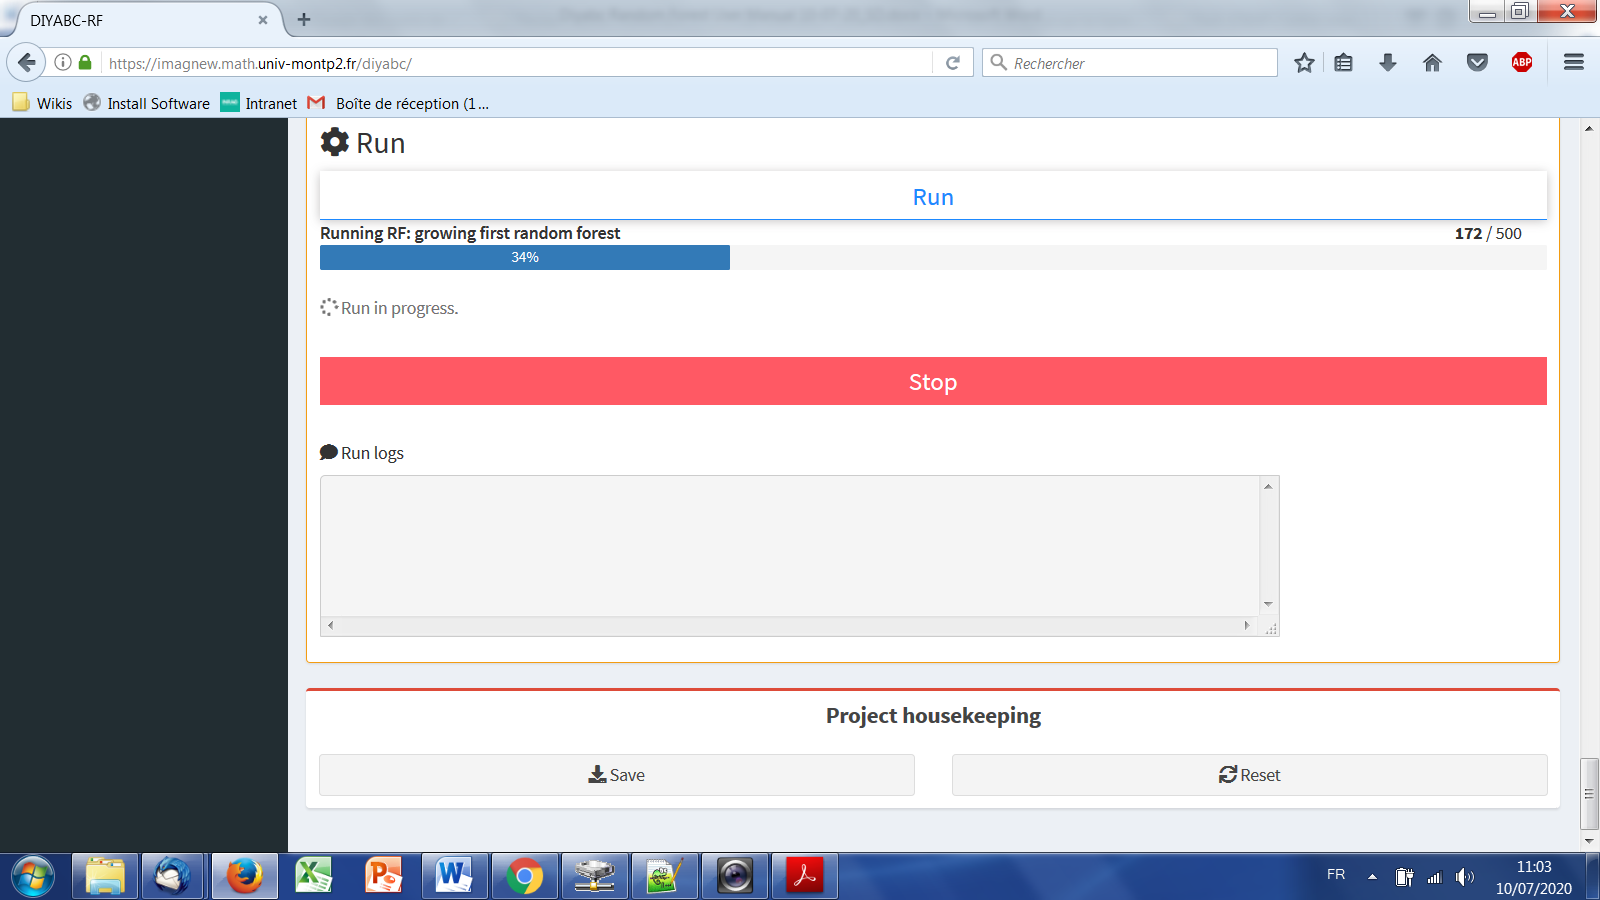 DIYABC-RF
https://imagnew.math.univ-montp2.fr/diyabc/
Rechercher
ABP
Wikis
Install Software
Intranet
Boîte de réception (1...
Run
Run
Running RF: growing first random forest
172 / 500
34%
Run in progress.
Stop
Run logs
Project housekeeping
Save
Reset
FR
11:03
10/07/2020